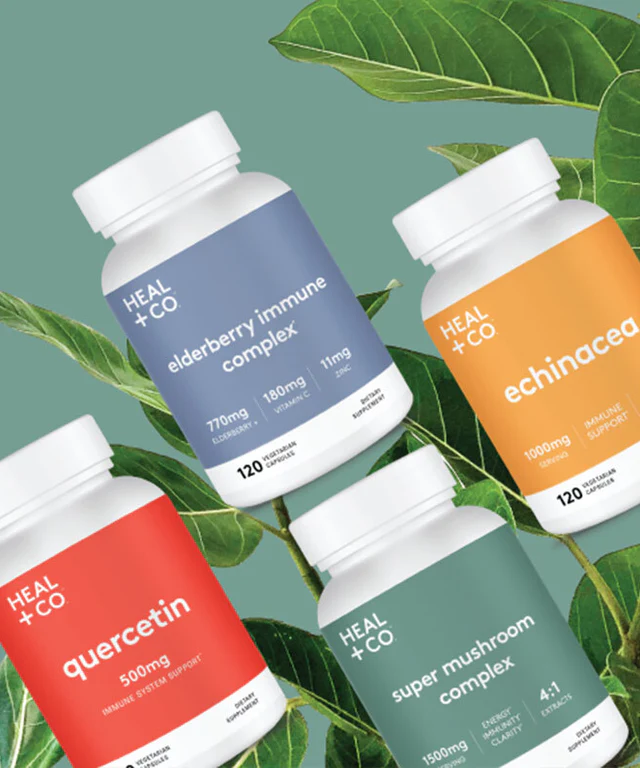 HEAL
+ CO
elderberry immune
complex
770mg
ELDERBERRY +
180mg
VITAMIN C
11mg
ZINC
120 VEGETARIAN
CAPSULES
DIETARY
SUPPLEMENT
HEAL
+ CO
echinacea
1000mg
SERVING
IMMUNE
SUPPORT
120 VEGETARIAN
CAPSULES
HEAL
+ CO
quercetin
500mg
IMMUNE SYSTEM SUPPORT*
VEGETARIAN
CAPSULES
DIETARY
SUPPLEMENT
HEAL
+ CO
super mushroom
complex
1500mg
SERVING
ENERGY
IMMUNITY
CLARITY*
4:1
EXTRACTS
DIETARY
SUPPLEMENT